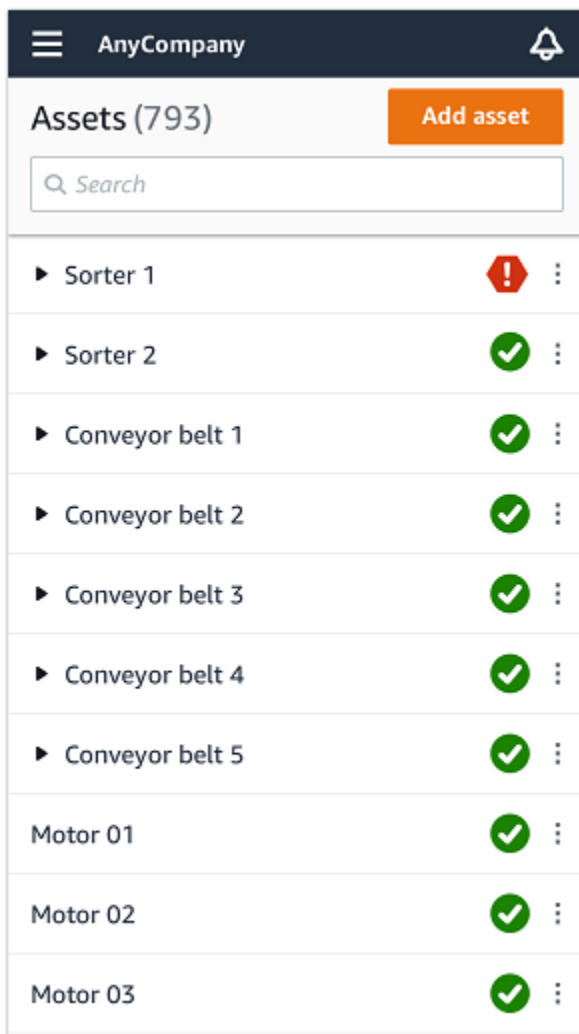 AnyCompany
Assets (793)
Add asset
Search
Sorter 1
Sorter 2
Conveyor belt 1
Conveyor belt 2
Conveyor belt 3
Conveyor belt 4
Conveyor belt 5
Motor 01
Motor 02
Motor 03